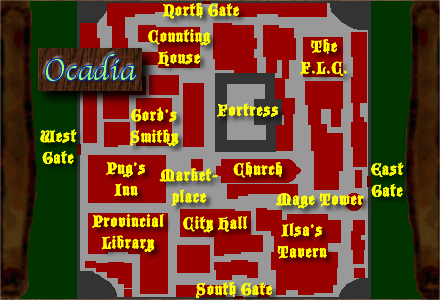 North Gate
Counting
House
The
F.L.C.
Ocadia
Fortress
Gord's
Smithy
West
Gate
Pug's
Inn
Market-
place
Church
East
Gate
Mage Tower
Provincial
Library
City Hall
Ilsa's
Tavern
South Gate